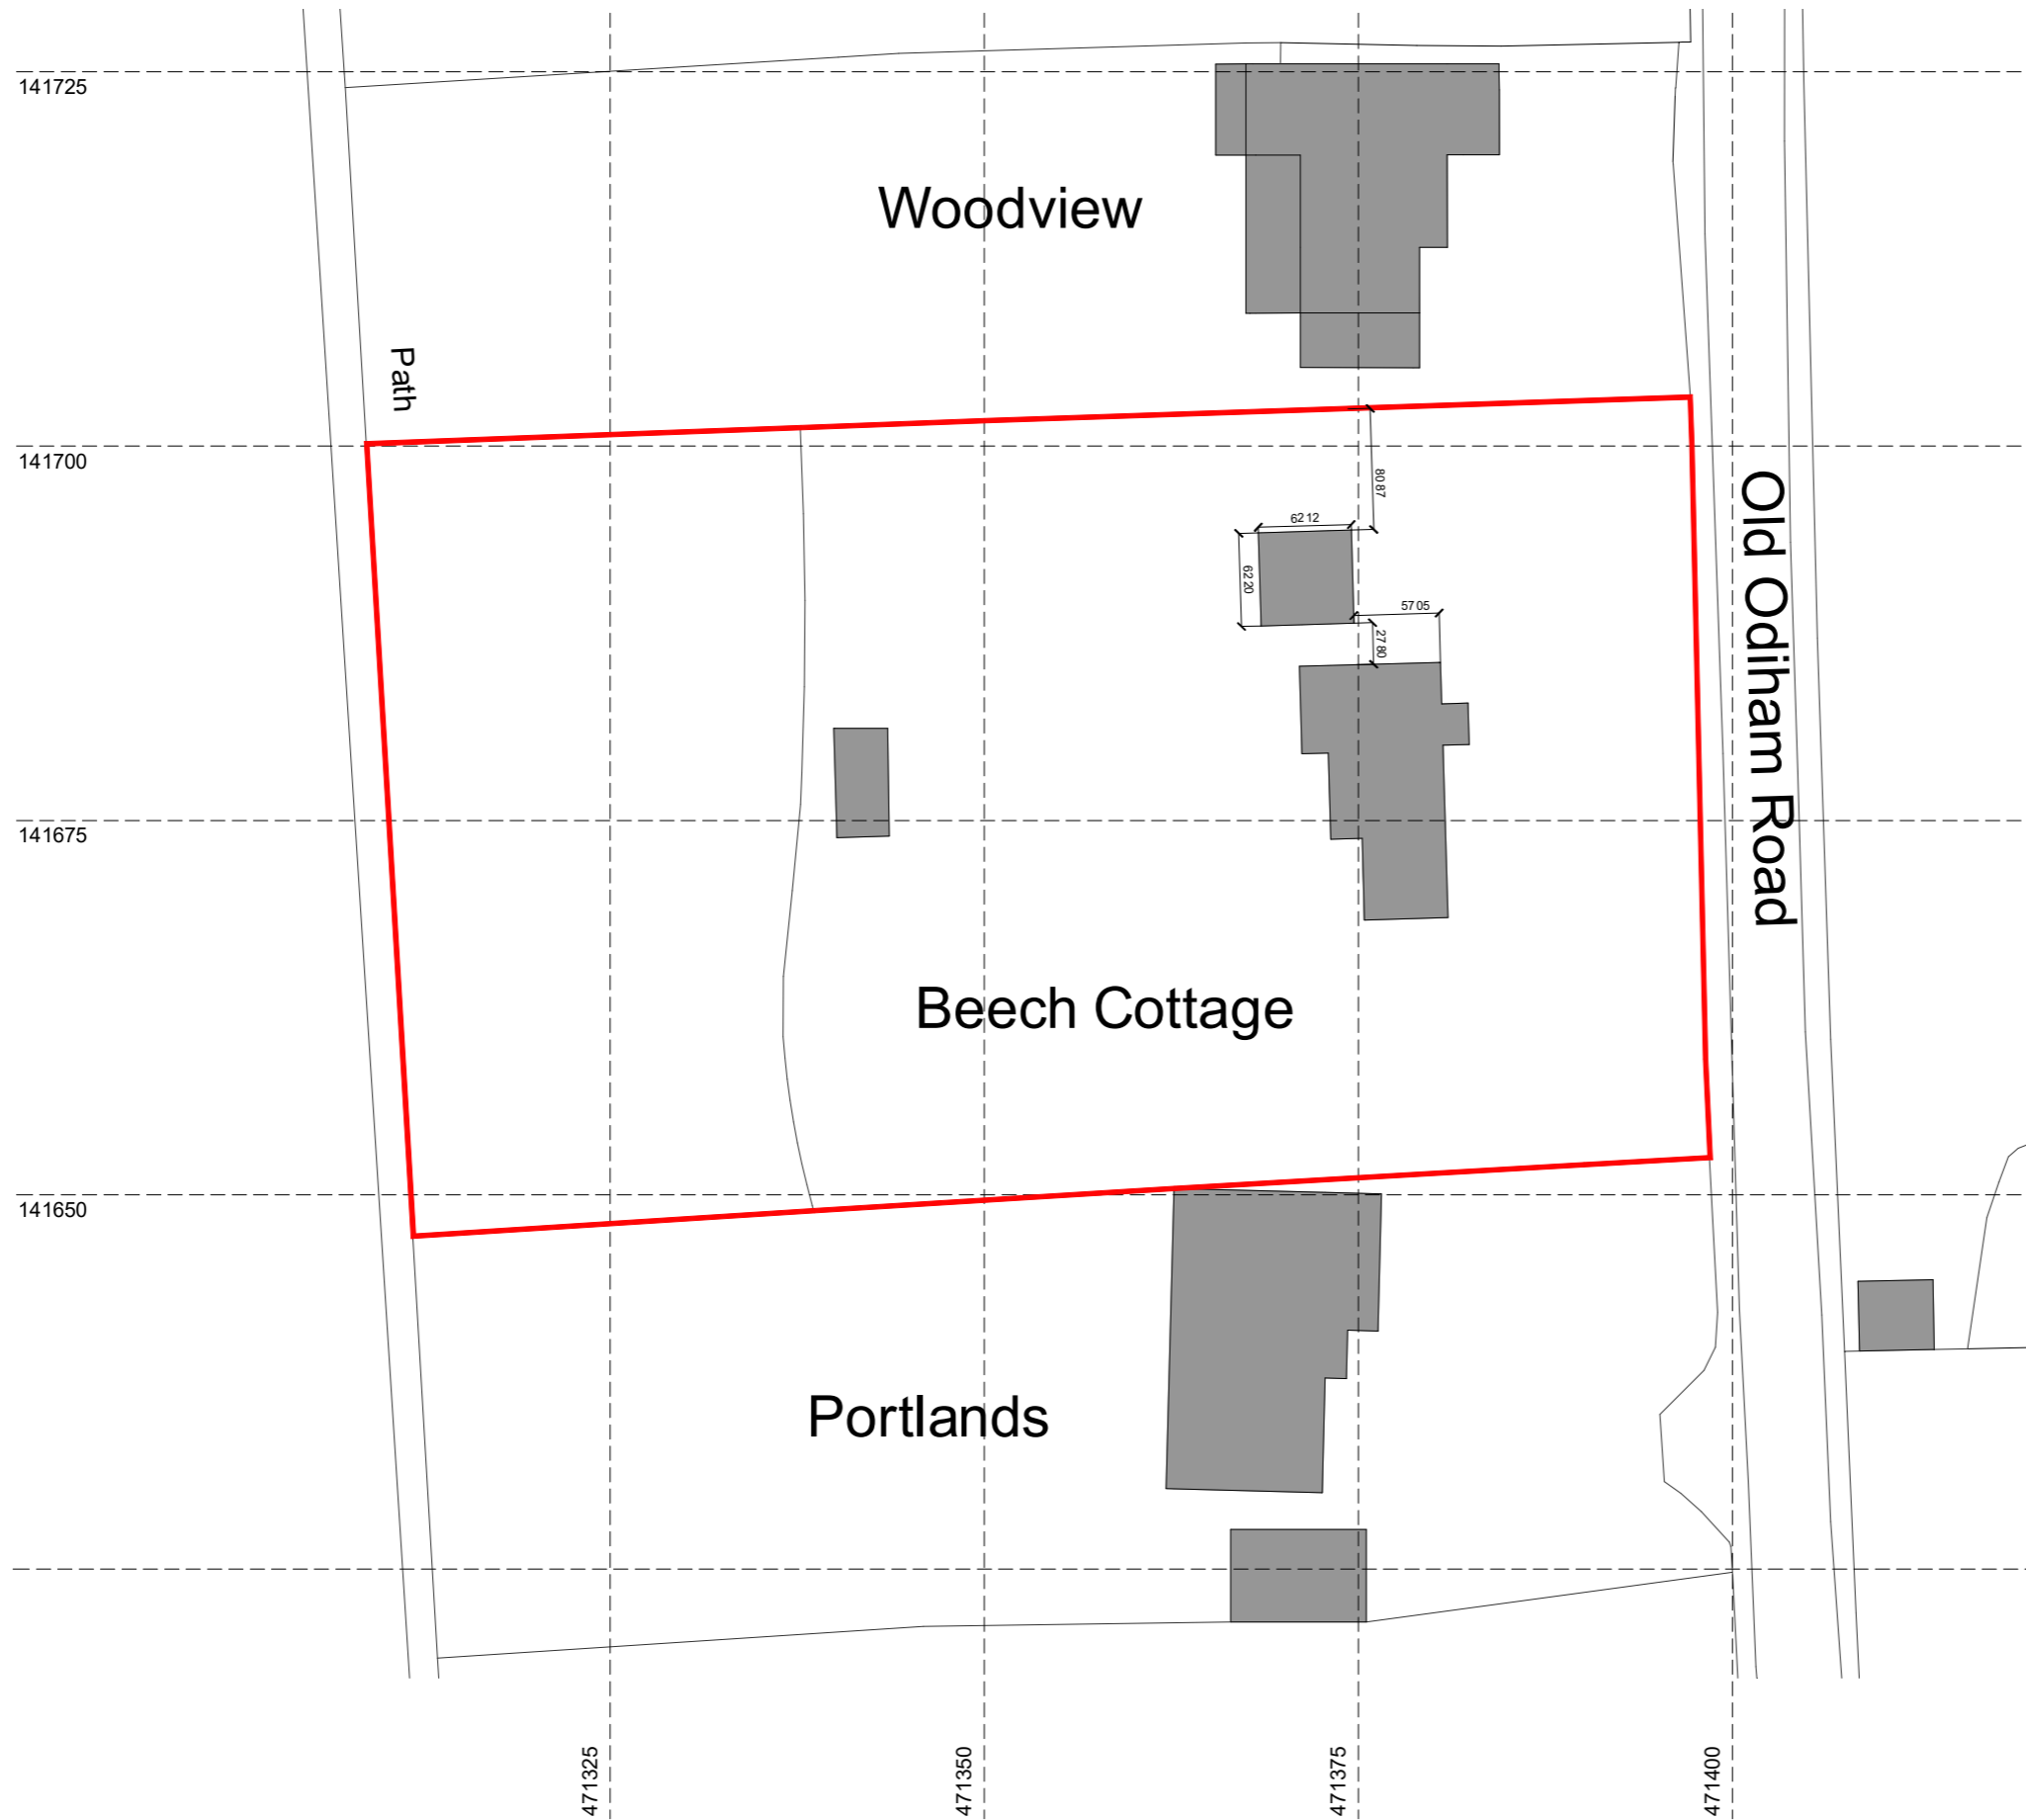 141725
Woodview
Path
141700
80 87
62 12
62 20
57 05
27 80
Old Odiham Road
141675
Beech Cottage
141650
Portlands
471325
471350
471375
471400